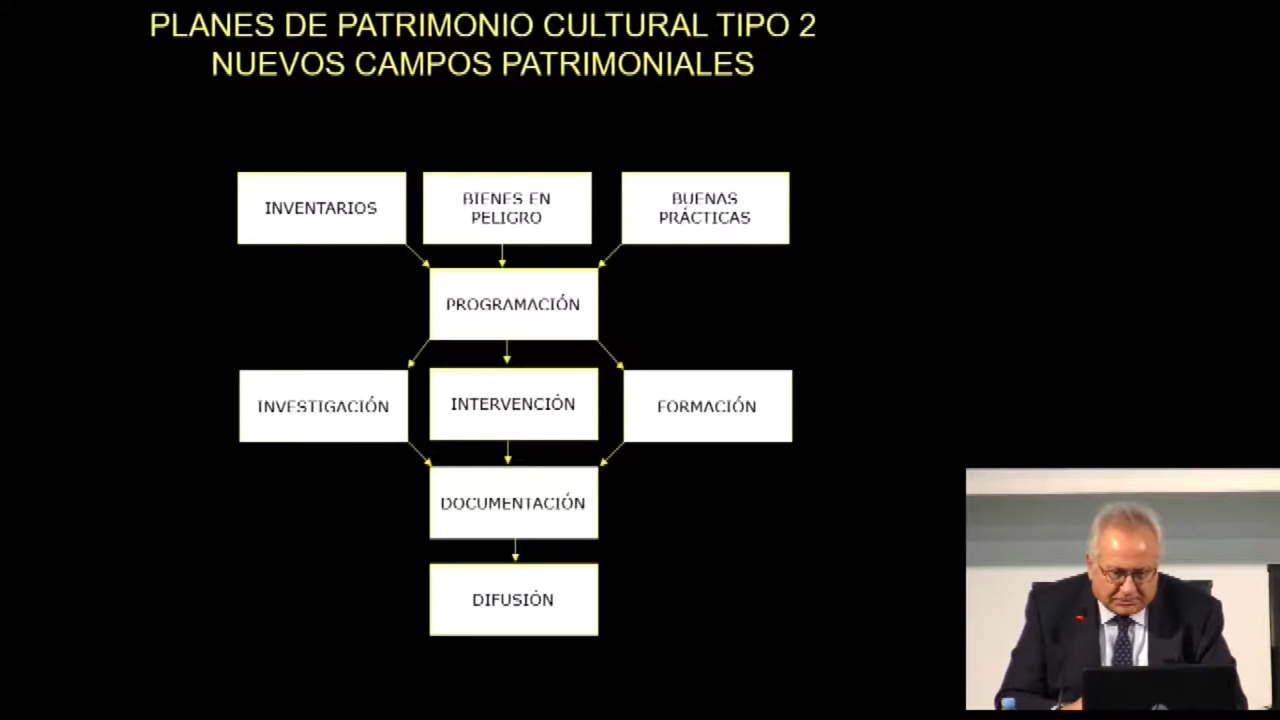 PLANES DE PATRIMONIO CULTURAL TIPO 2
NUEVOS CAMPOS PATRIMONIALES
INVENTARIOS
BIENES EN
PELIGRO
BUENAS
PRÁCTICAS
PROGRAMACIÓN
INVESTIGACIÓN
INTERVENCIÓN
FORMACIÓN
DOCUMENTACIÓN
DIFUSIÓN